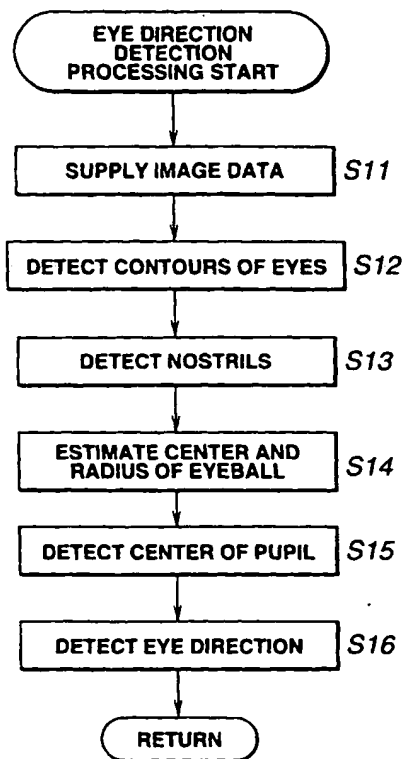 EYE DIRECTION
DETECTION
PROCESSING START
SUPPLY IMAGE DATA S11
DETECT CONTOURS OF EYES S12
DETECT NOSTRILS S13
ESTIMATE CENTER AND
RADIUS OF EYEBALL S14
DETECT CENTER OF PUPIL S15
DETECT EYE DIRECTION S16
RETURN